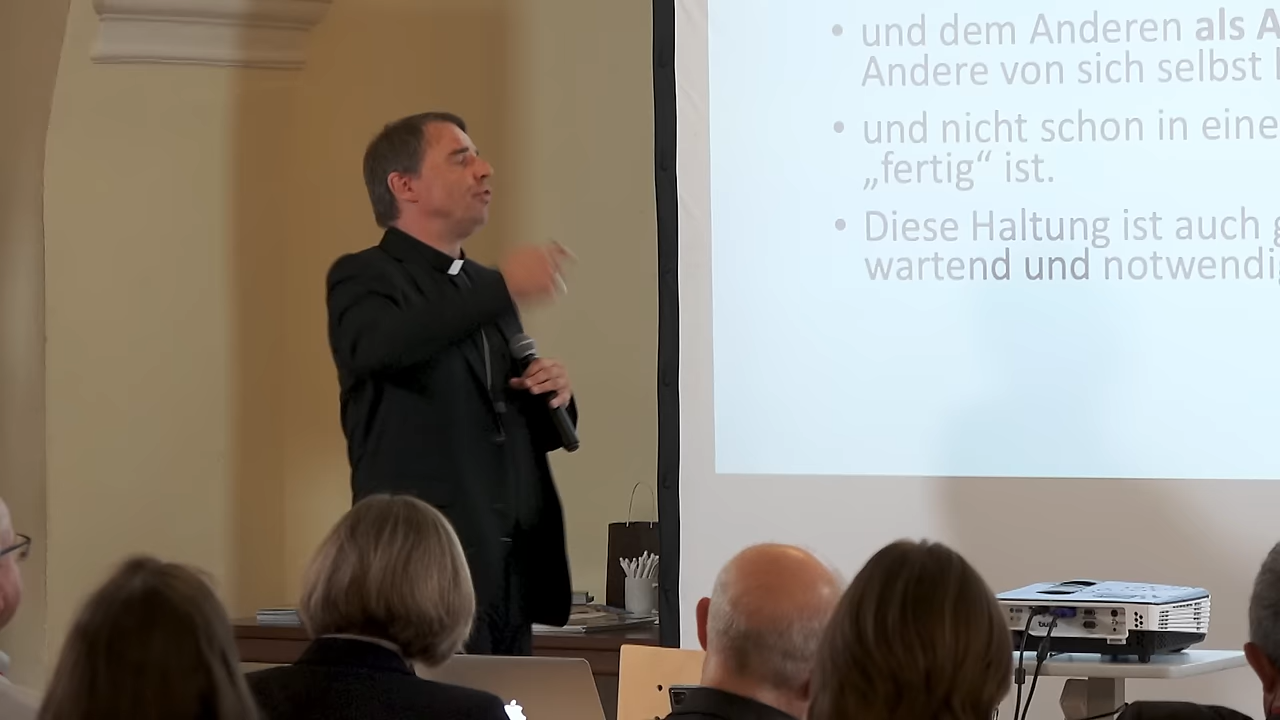 • und dem Anderen als A
Andere von sich selbst
• und nicht schon in eine
„fertig“ ist.
• Diese Haltung ist auch g
wartend und notwendig